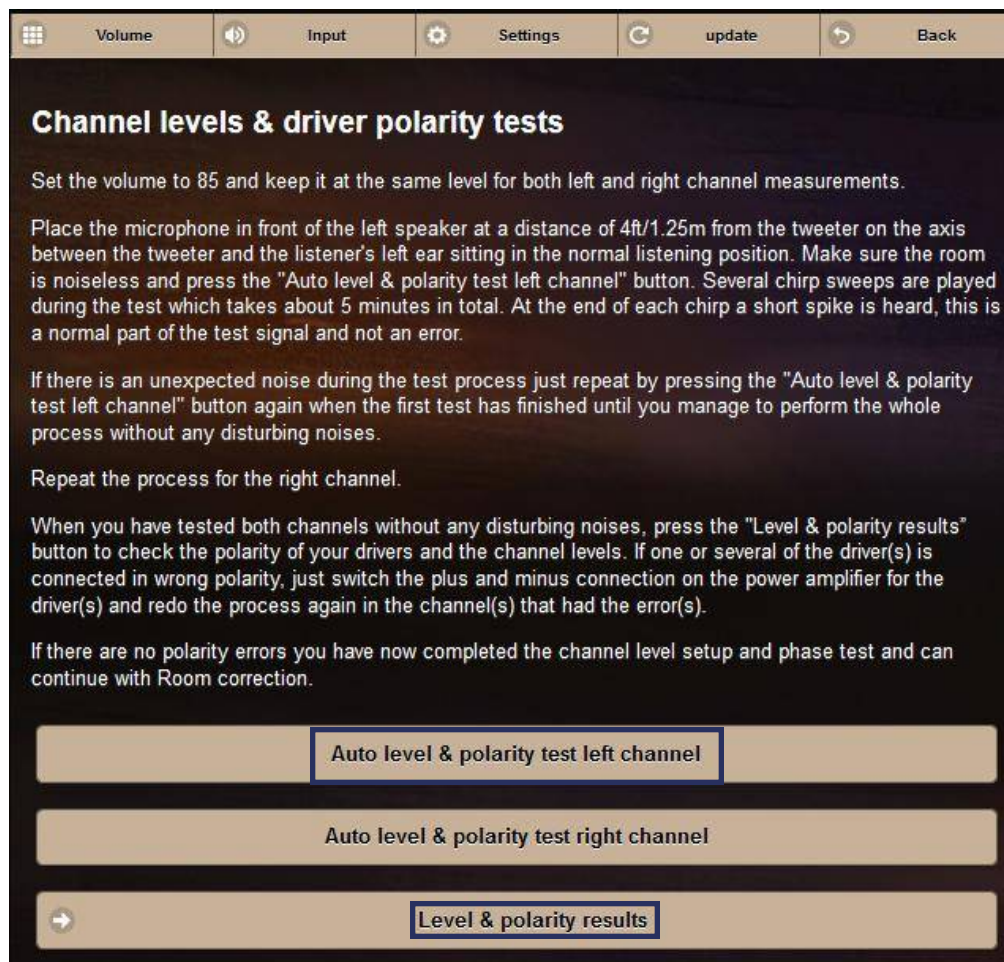 Volume
Input
Settings
update
Back
Channel levels & driver polarity tests
Set the volume to 85 and keep it at the same level for both left and right channel measurements.
Place the microphone in front of the left speaker at a distance of 4ft/1.25m from the tweeter on the axis
between the tweeter and the listener's left ear sitting in the normal listening position. Make sure the room
is noiseless and press the "Auto level & polarity test left channel" button. Several chirp sweeps are played
during the test which takes about 5 minutes in total. At the end of each chirp a short spike is heard, this is
a normal part of the test signal and not an error.
If there is an unexpected noise during the test process just repeat by pressing the "Auto level & polarity
test left channel" button again when the first test has finished until you manage to perform the whole
process without any disturbing noises.
Repeat the process for the right channel.
When you have tested both channels without any disturbing noises, press the "Level & polarity results"
button to check the polarity of your drivers and the channel levels. If one or several of the driver(s) is
connected in wrong polarity, just switch the plus and minus connection on the power amplifier for the
driver(s) and redo the process again in the channel(s) that had the error(s).
If there are no polarity errors you have now completed the channel level setup and phase test and can
continue with Room correction.
Auto level & polarity test left channel
Auto level & polarity test right channel
Level & polarity results